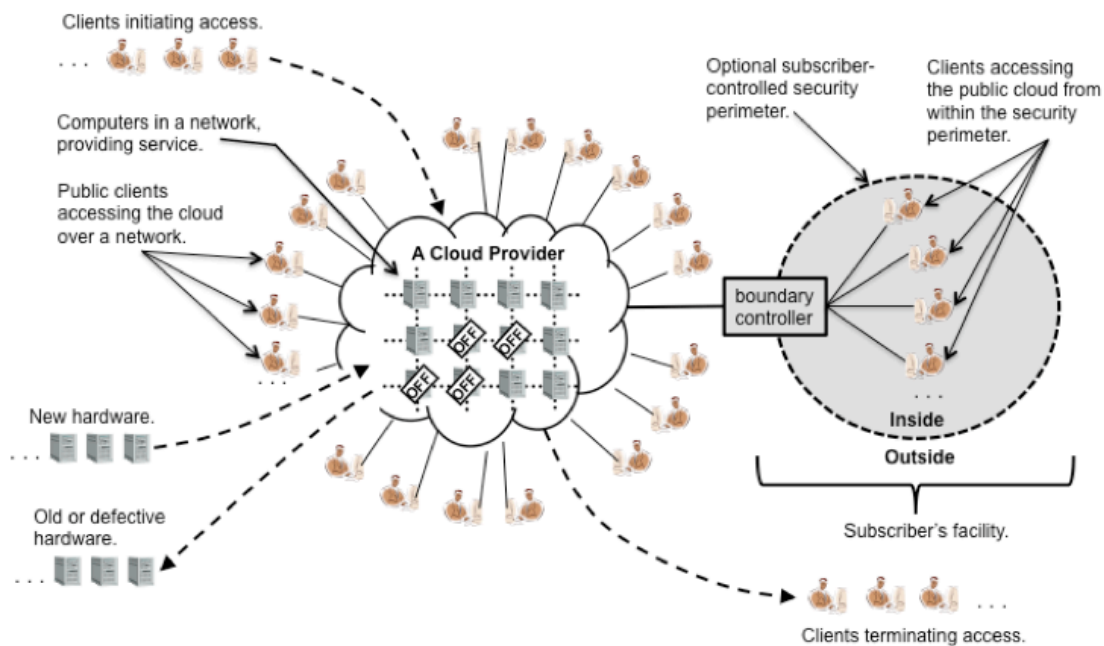 Clients initiating access.
. . .
Computers in a network,
providing service.
Public clients
accessing the cloud
over a network.
. . .
New hardware.
. . .
Old or defective
hardware.
. . .
A Cloud Provider
OFF
OFF
OFF
OFF
Optional subscriber-
controlled security
perimeter.
Clients accessing
the public cloud from
within the security
perimeter.
boundary
controller
. . .
Inside
Outside
Subscriber's facility.
. . .
Clients terminating access.